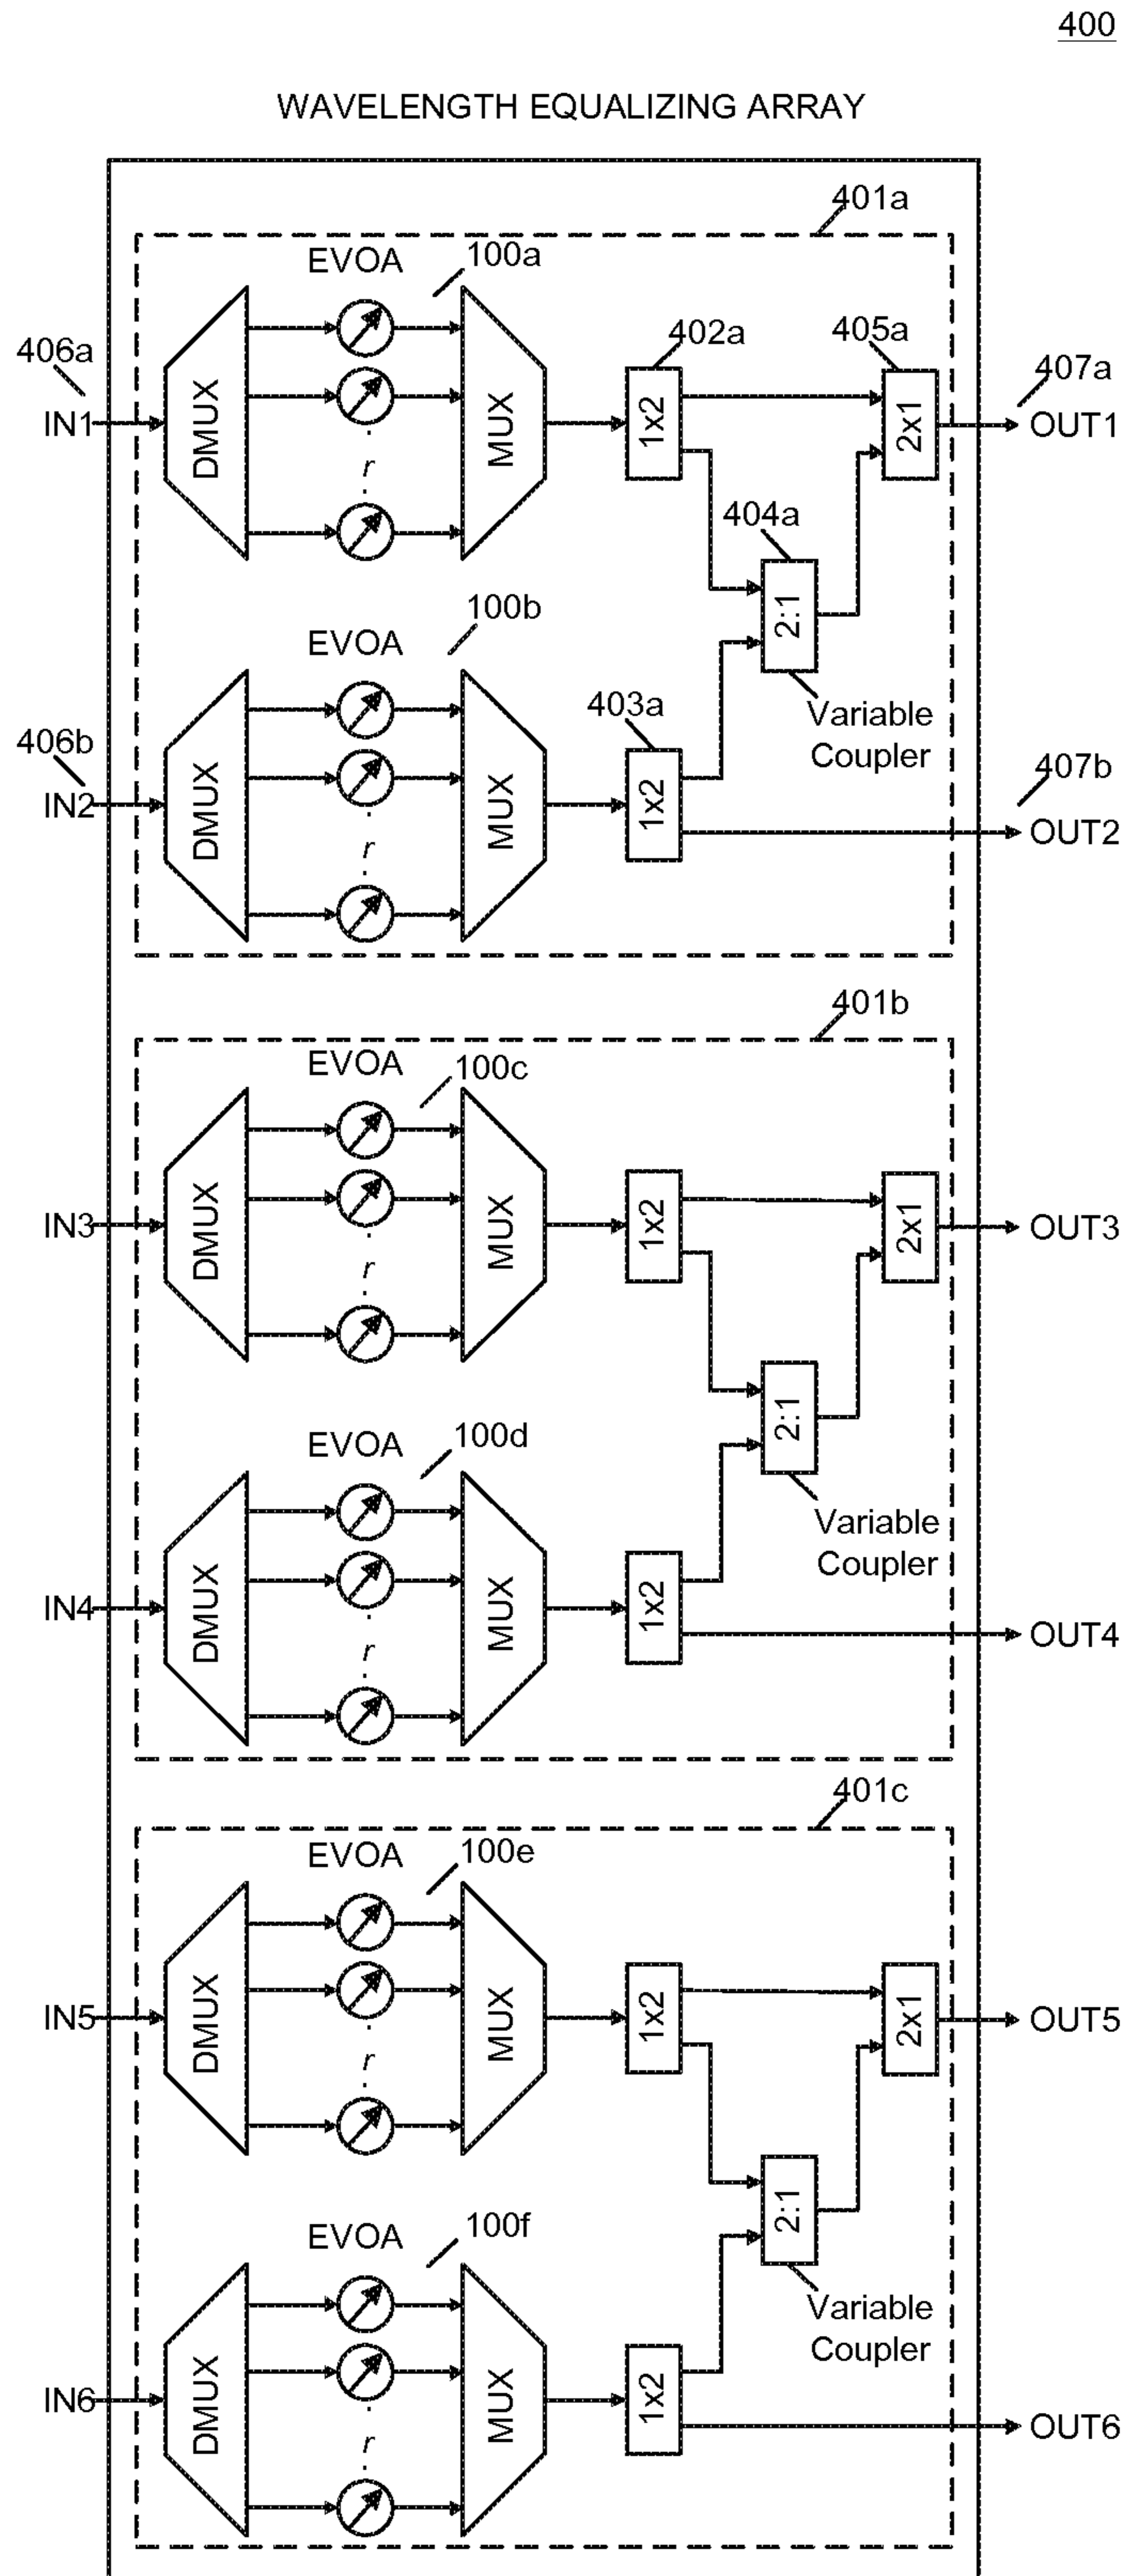 400
WAVELENGTH EQUALIZING ARRAY
401a
EVOA
100a
402a
405a
406a
407a
IN1
DMUX
r
MUX
1x2
2x1
OUT1
404a
2:1
Variable
Coupler
EVOA
100b
403a
406b
407b
IN2
DMUX
r
MUX
1x2
OUT2
401b
EVOA
100c
IN3
DMUX
r
MUX
1x2
2x1
OUT3
2:1
Variable
Coupler
EVOA
100d
IN4
DMUX
r
MUX
1x2
OUT4
401c
EVOA
100e
IN5
DMUX
r
MUX
1x2
2x1
OUT5
2:1
Variable
Coupler
EVOA
100f
IN6
DMUX
r
MUX
1x2
OUT6